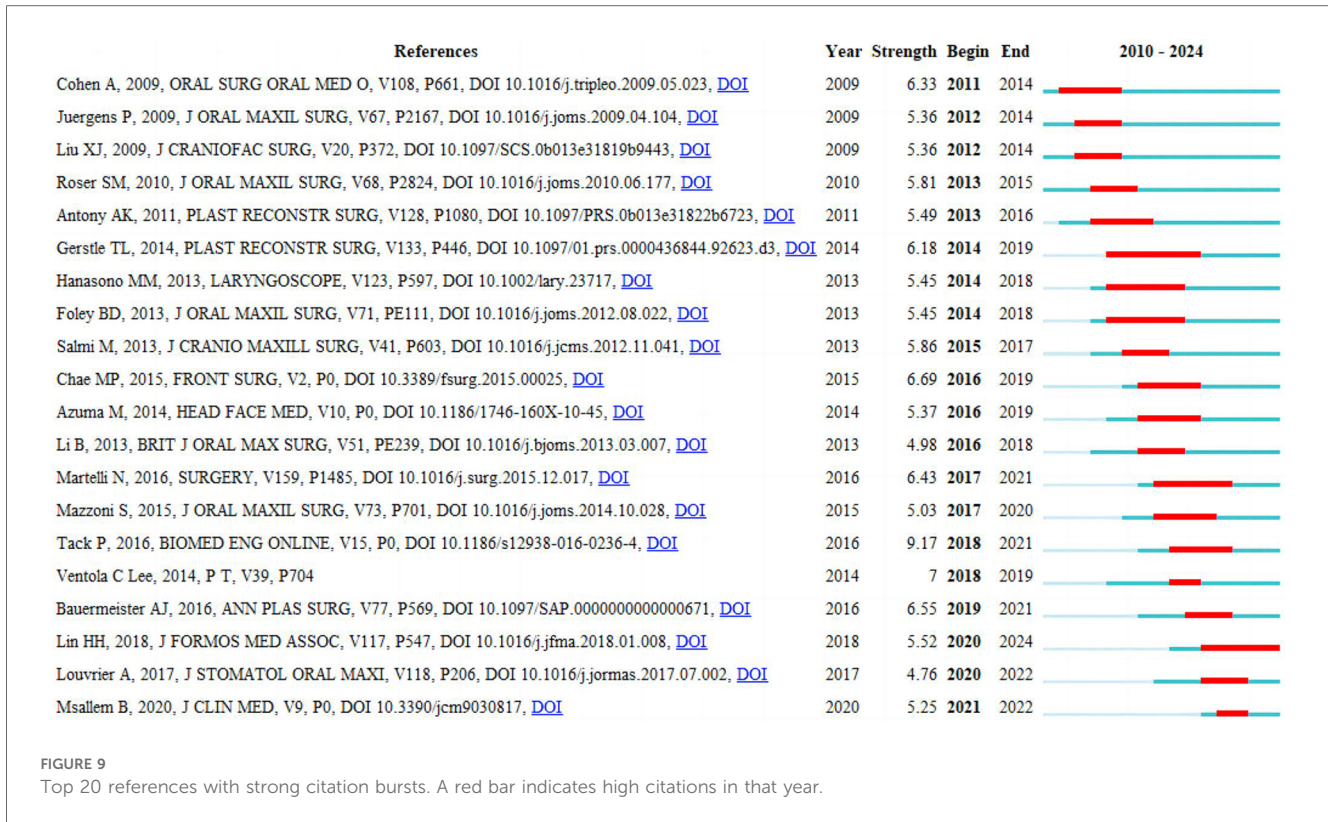 References Year Strength Begin End 2010 - 2024
Cohen A, 2009, ORAL SURG ORAL MED O, V108, P661, DOI 10.1016/j.tripleo.2009.05.023, DOI 2009 6.33 2011 2014
Juergens P, 2009, J ORAL MAXIL SURG, V67, P2167, DOI 10.1016/j.joms.2009.04.104, DOI 2009 5.36 2012 2014
Liu XJ, 2009, J CRANIOFAC SURG, V20, P372, DOI 10.1097/SCS.0b013e31819b9443, DOI 2009 5.36 2012 2014
Roser SM, 2010, J ORAL MAXIL SURG, V68, P2824, DOI 10.1016/j.joms.2010.06.177, DOI 2010 5.81 2013 2015
Antony AK, 2011, PLAST RECONSTR SURG, V128, P1080, DOI 10.1097/PRS.0b013e31822b6723, DOI 2011 5.49 2013 2016
Gerstle TL, 2014, PLAST RECONSTR SURG, V133, P446, DOI 10.1097/01.prs.0000436844.92623.d3, DOI 2014 6.18 2014 2019
Hanasono MM, 2013, LARYNGOSCOPE, V123, P597, DOI 10.1002/lary.23717, DOI 2013 5.45 2014 2018
Foley BD, 2013, J ORAL MAXIL SURG, V71, PE111, DOI 10.1016/j.joms.2012.08.022, DOI 2013 5.45 2014 2018
Salmi M, 2013, J CRANIO MAXILL SURG, V41, P603, DOI 10.1016/j.jcms.2012.11.041, DOI 2013 5.86 2015 2017
Chae MP, 2015, FRONT SURG, V2, P0, DOI 10.3389/fsurg.2015.00025, DOI 2015 6.69 2016 2019
Azuma M, 2014, HEAD FACE MED, V10, P0, DOI 10.1186/1746-160X-10-45, DOI 2014 5.37 2016 2019
Li B, 2013, BRIT J ORAL MAX SURG, V51, PE239, DOI 10.1016/j.bjoms.2013.03.007, DOI 2013 4.98 2016 2018
Martelli N, 2016, SURGERY, V159, P1485, DOI 10.1016/j.surg.2015.12.017, DOI 2016 6.43 2017 2021
Mazzoni S, 2015, J ORAL MAXIL SURG, V73, P701, DOI 10.1016/j.joms.2014.10.028, DOI 2015 5.03 2017 2020
Tack P, 2016, BIOMED ENG ONLINE, V15, P0, DOI 10.1186/s12938-016-0236-4, DOI 2016 9.17 2018 2021
Ventola C Lee, 2014, P T, V39, P704 2014 7 2018 2019
Bauermeister AJ, 2016, ANN PLAS SURG, V77, P569, DOI 10.1097/SAP.0000000000000671, DOI 2016 6.55 2019 2021
Lin HH, 2018, J FORMOS MED ASSOC, V117, P547, DOI 10.1016/j.jfma.2018.01.008, DOI 2018 5.52 2020 2024
Louvrier A, 2017, J STOMATOL ORAL MAXI, V118, P206, DOI 10.1016/j.jormas.2017.07.002, DOI 2017 4.76 2020 2022
Msallem B, 2020, J CLIN MED, V9, P0, DOI 10.3390/jcm9030817, DOI 2020 5.25 2021 2022
FIGURE 9
Top 20 references with strong citation bursts. A red bar indicates high citations in that year.